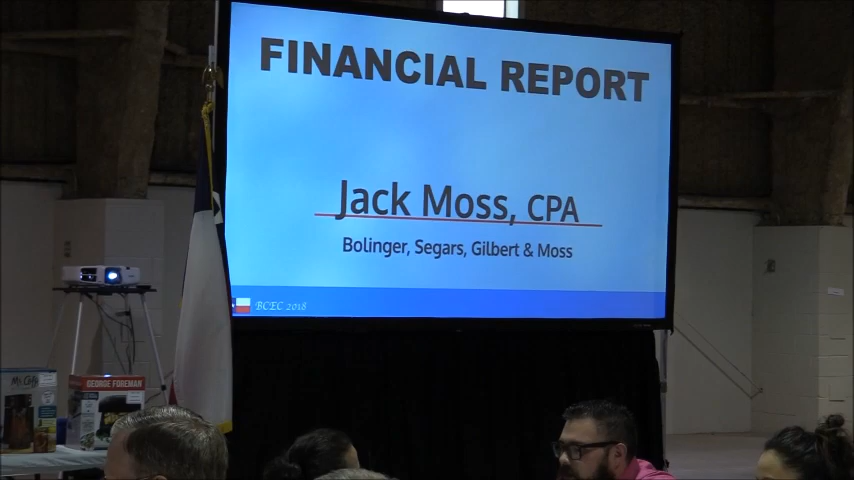 FINANCIAL REPORT
Jack Moss, CPA
Bolinger, Segars, Gilbert & Moss
BCEC 2018
GEORGE FOREMAN